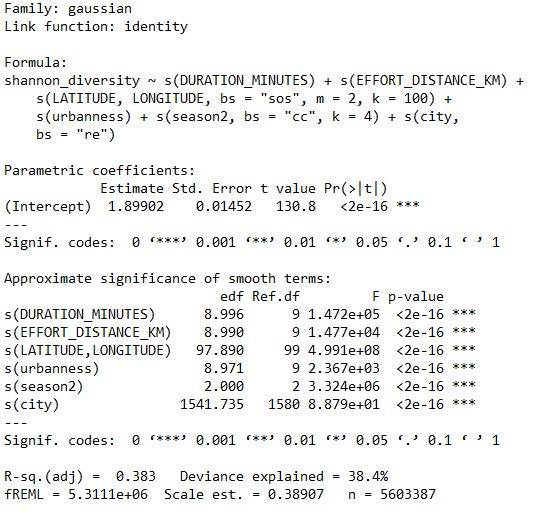 Family: gaussian
Link function: identity
Formula:
shannon_diversity ~ s(DURATION_MINUTES) + s(EFFORT_DISTANCE_KM) +
s(LATITUDE, LONGITUDE, bs = "sos", m = 2, k = 100) +
s(urbanness) + s(season2, bs = "cc", k = 4) + s(city,
bs = "re")
Parametric coefficients:
Estimate Std. Error t value Pr(>|t|)
(Intercept) 1.89902 0.01452 130.8 <2e-16 ***
---
Signif. codes: 0 ‘***’ 0.001 ‘**’ 0.01 ‘*’ 0.05 ‘.’ 0.1 ‘ ’ 1
Approximate significance of smooth terms:
edf Ref.df F p-value
s(DURATION_MINUTES) 8.996 9 1.472e+05 <2e-16 ***
s(EFFORT_DISTANCE_KM) 8.990 9 1.477e+04 <2e-16 ***
s(LATITUDE,LONGITUDE) 97.890 99 4.991e+08 <2e-16 ***
s(urbanness) 8.971 9 2.367e+03 <2e-16 ***
s(season2) 2.000 2 3.324e+06 <2e-16 ***
s(city) 1541.735 1580 8.879e+01 <2e-16 ***
---
Signif. codes: 0 ‘***’ 0.001 ‘**’ 0.01 ‘*’ 0.05 ‘.’ 0.1 ‘ ’ 1
R-sq.(adj) = 0.383 Deviance explained = 38.4%
fREML = 5.3111e+06 Scale est. = 0.38907 n = 5603387